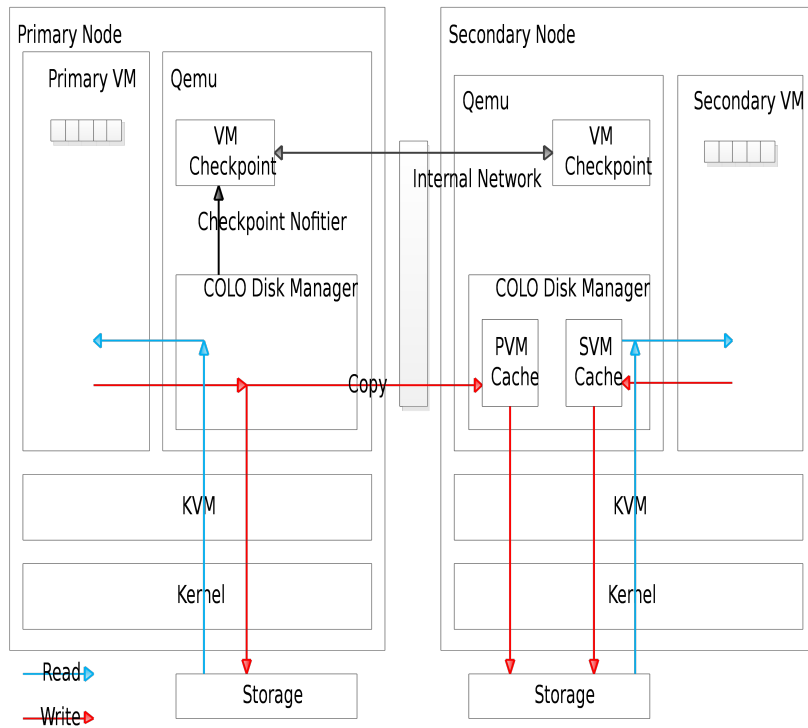 Primary Node
Secondary Node
Primary VM
Qemu
Qemu
Secondary VM
VM
Checkpoint
VM
Checkpoint
Internal Network
Checkpoint Nofitier
COLO Disk Manager
COLO Disk Manager
PVM
Cache
SVM
Cache
Copy
KVM
KVM
Kernel
Kernel
Read
Storage
Storage
Write